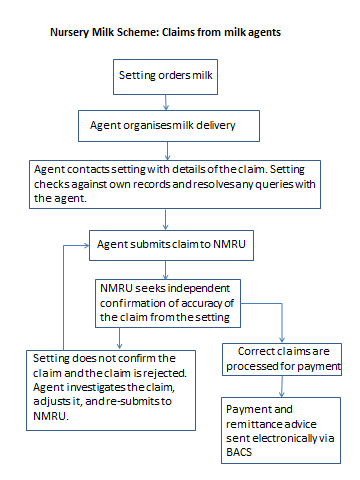 Nursery Milk Scheme: Claims from milk agents
Setting orders milk
Agent organises milk delivery
Agent contacts setting with details of the claim. Setting
checks against own records and resolves any queries with
the agent.
Agent submits claim to NMRU
NMRU seeks independent
confirmation of accuracy of
the claim from the setting
Setting does not confirm the
claim and the claim is rejected.
Agent investigates the claim,
adjusts it, and re-submits to
NMRU.
Correct claims are
processed for payment
Payment and
remittance advice
sent electronically via
BACS